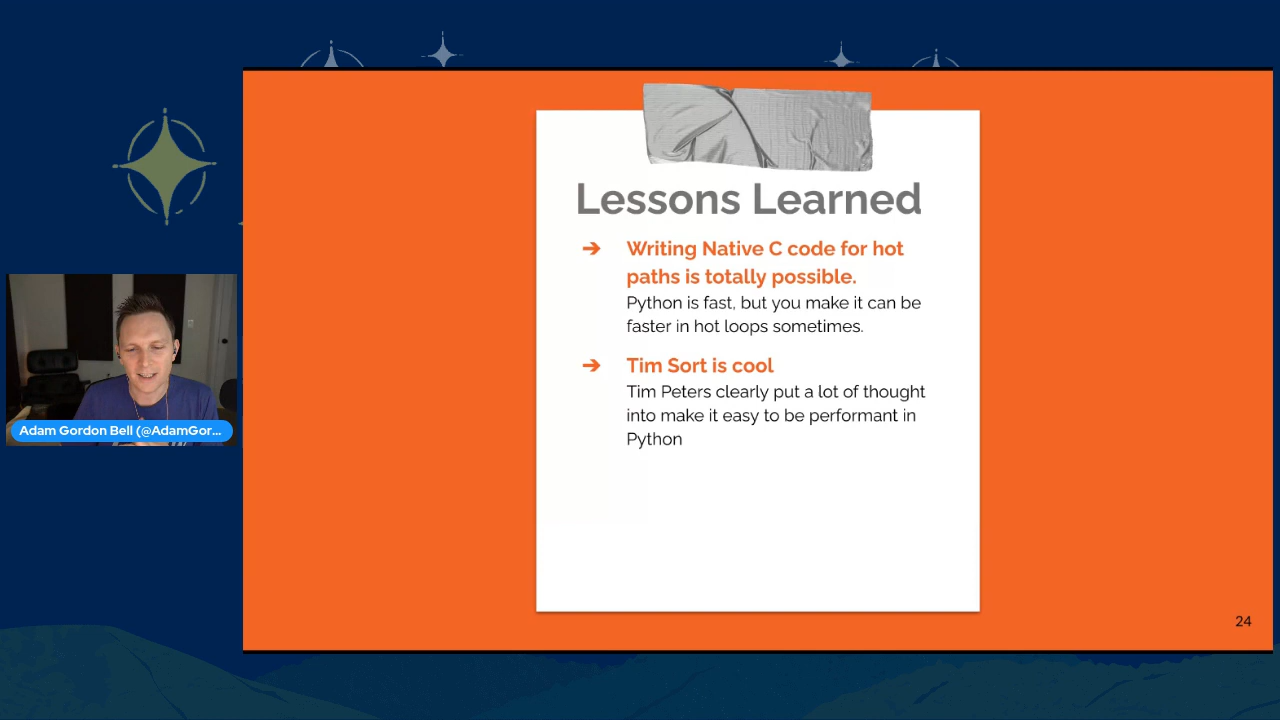 Lessons Learned
➔ Writing Native C code for hot
paths is totally possible.
Python is fast, but you make it can be
faster in hot loops sometimes.
➔ Tim Sort is cool
Tim Peters clearly put a lot of thought
into make it easy to be performant in
Python
Adam Gordon Bell (@AdamGor...
24